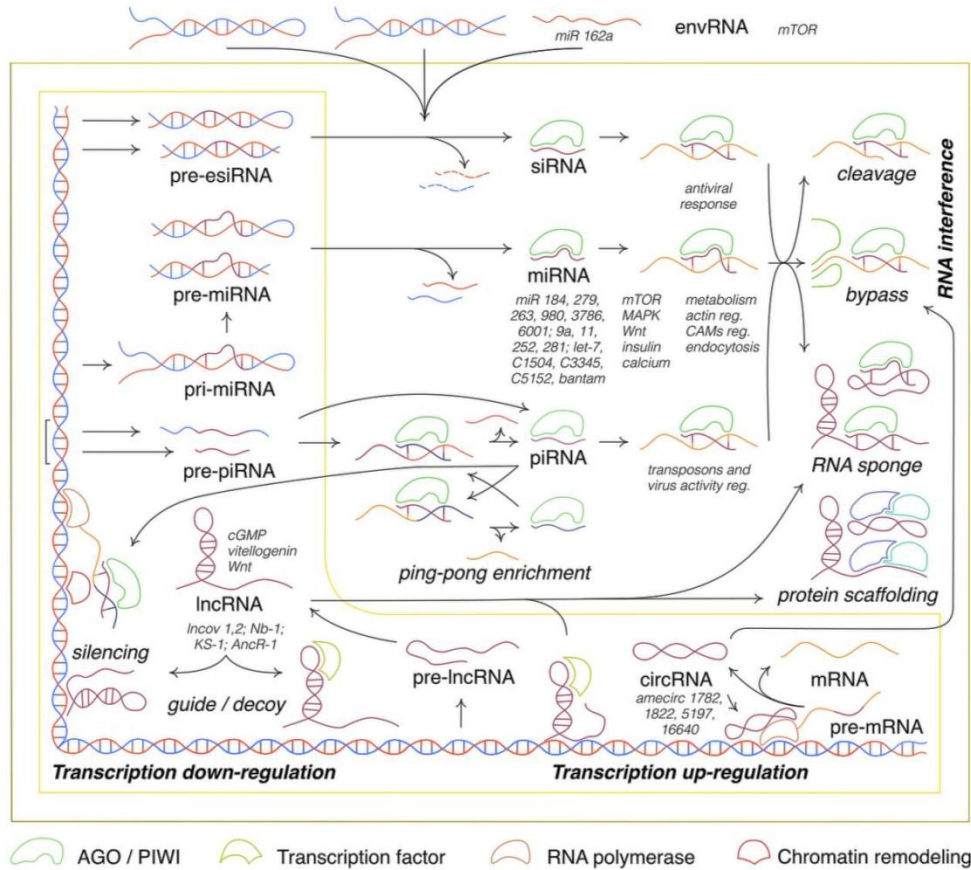 miR 162a
envRNA
mTOR
pre-esiRNA
siRNA
antiviral
response
cleavage
RNA interference
pre-miRNA
miRNA
miR 184, 279,
263, 980, 3786,
6001; 9a, 11,
252, 281; let-7,
C1504, C3345,
C5152, bantam
mTOR
MAPK
Wnt
insulin
calcium
metabolism
actin reg.
CAMs reg.
endocytosis
bypass
pri-miRNA
pre-piRNA
piRNA
transposons and
virus activity reg.
RNA sponge
ping-pong enrichment
protein scaffolding
cGMP
vitellogenin
Wnt
lncRNA
lncov 1,2; Nb-1;
KS-1; AncR-1
silencing
guide / decoy
pre-lncRNA
circRNA
amecirc 1782,
1822, 5197,
16640
mRNA
pre-mRNA
Transcription down-regulation
Transcription up-regulation
AGO / PIWI
Transcription factor
RNA polymerase
Chromatin remodeling